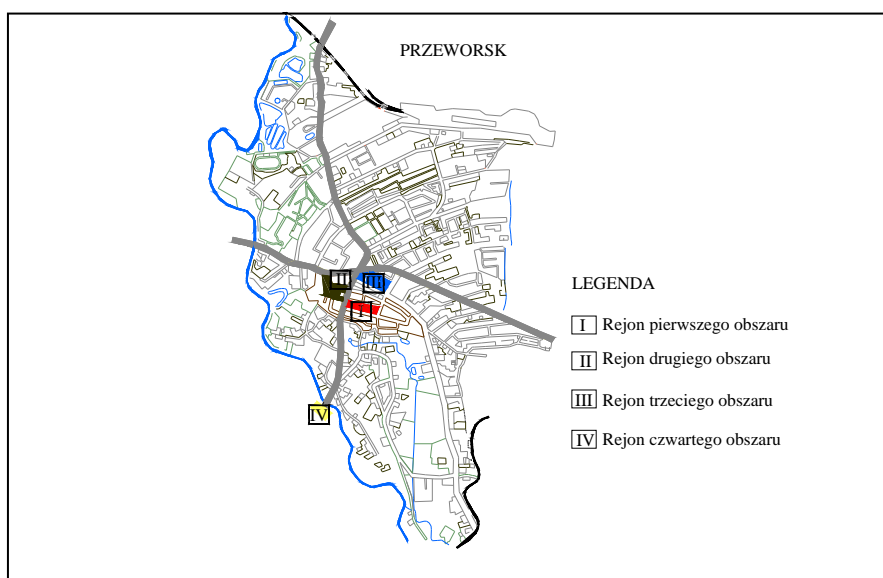 PRZEWORSK
II
III
I
IV
LEGENDA
I Rejon pierwszego obszaru
II Rejon drugiego obszaru
III Rejon trzeciego obszaru
IV Rejon czwartego obszaru